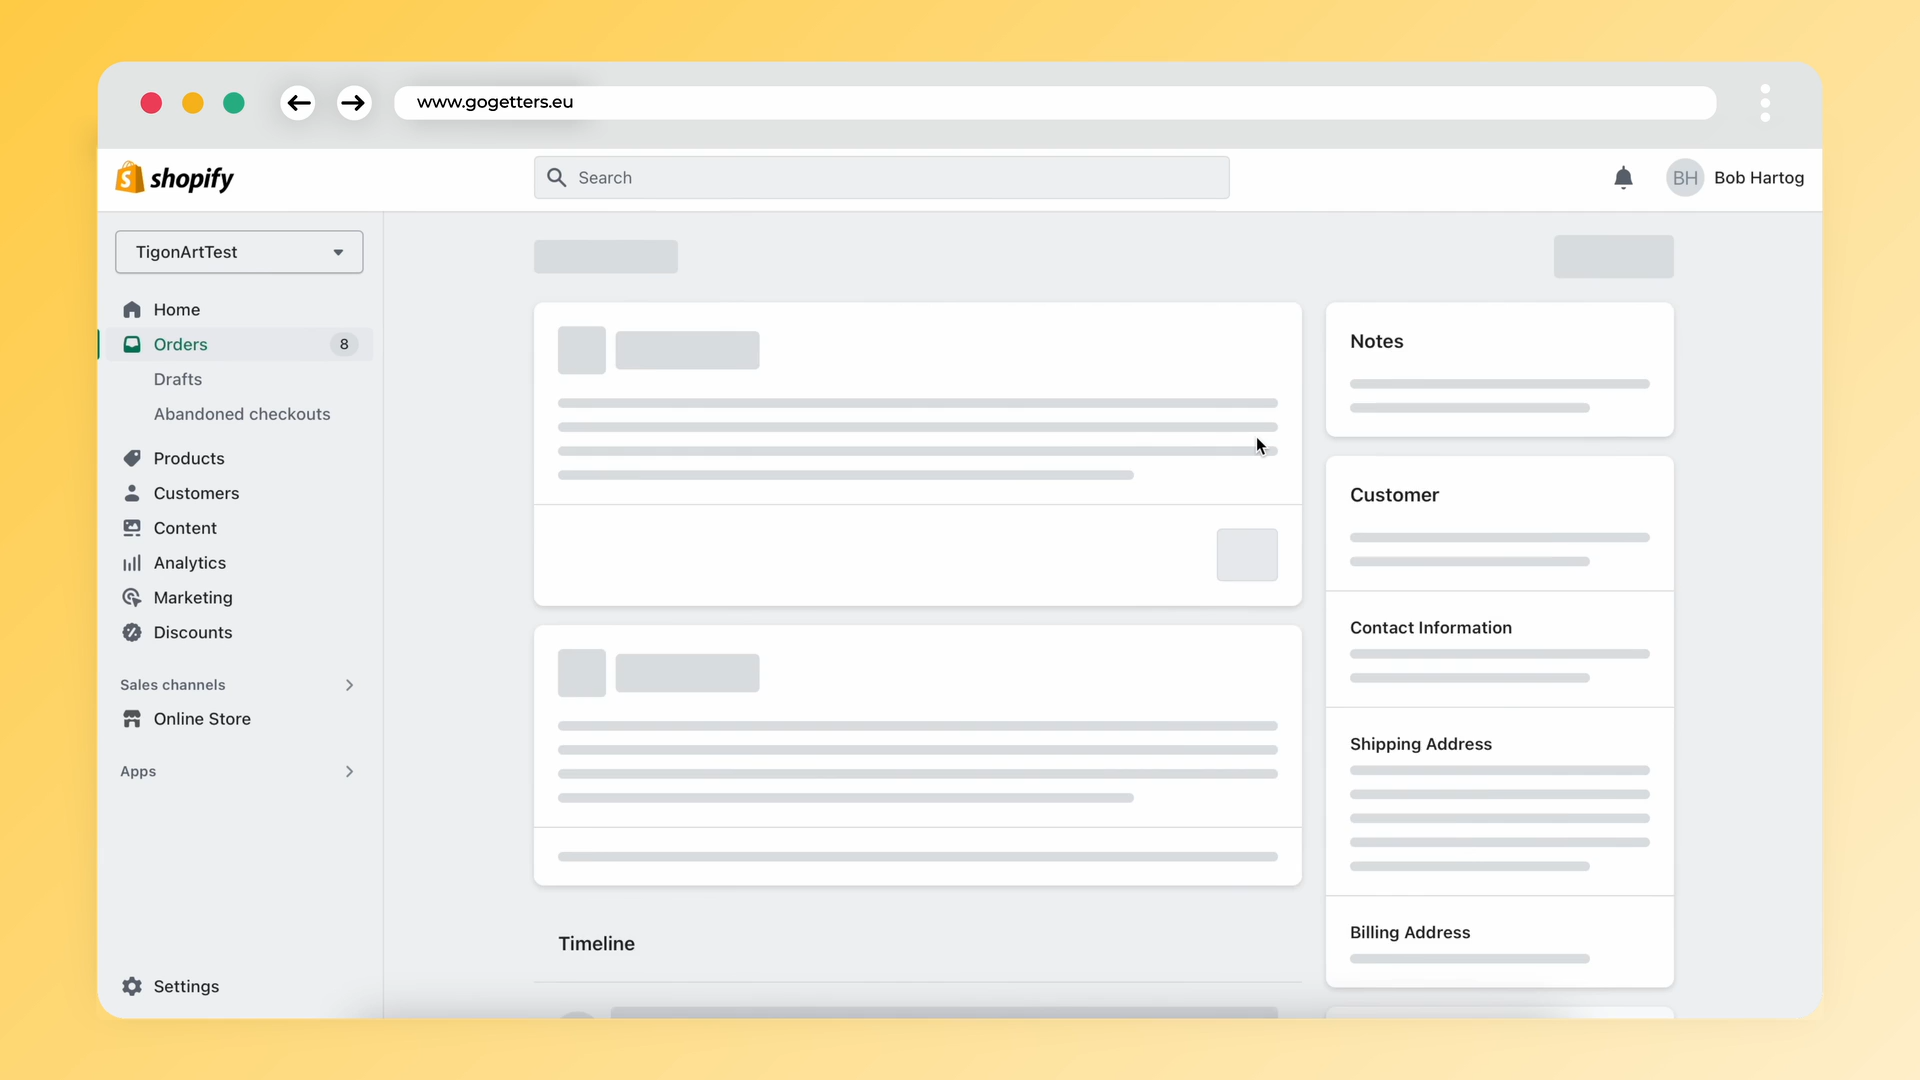 www.gogetters.eu
shopify
Search
BH
Bob Hartog
TigonArtTest
Home
Orders
8
Drafts
Abandoned checkouts
Products
Customers
Content
Analytics
Marketing
Discounts
Sales channels
Online Store
Apps
Settings
Timeline
Notes
Customer
Contact Information
Shipping Address
Billing Address